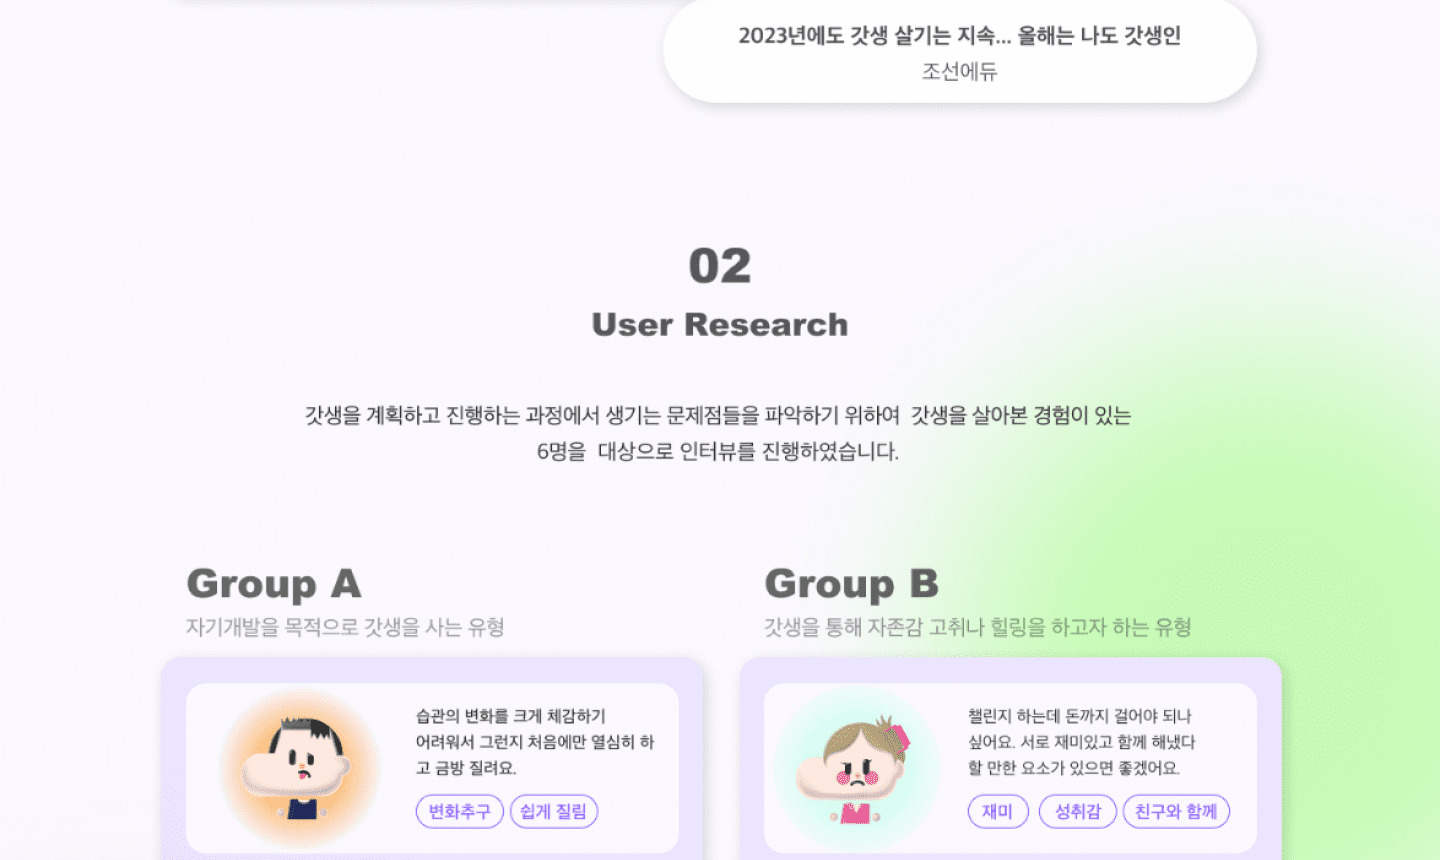 2023년에도 갓생 살기는 지속... 올해는 나도 갓생인
조선에듀
02
User Research
갓생을 계획하고 진행하는 과정에서 생기는 문제점들을 파악하기 위하여 갓생을 살아본 경험이 있는
6명을 대상으로 인터뷰를 진행하였습니다.
Group A
자기개발을 목적으로 갓생을 사는 유형
습관의 변화를 크게 체감하기
어려워서 그런지 처음에만 열심히 하
고 금방 질려요.
변화추구 쉽게 질림
Group B
갓생을 통해 자존감 고취나 힐링을 하고자 하는 유형
챌린지 하는데 돈까지 걸어야 되나
싶어요. 서로 재미있고 함께 해냈다
할 만한 요소가 있으면 좋겠어요.
재미 성취감 친구와 함께